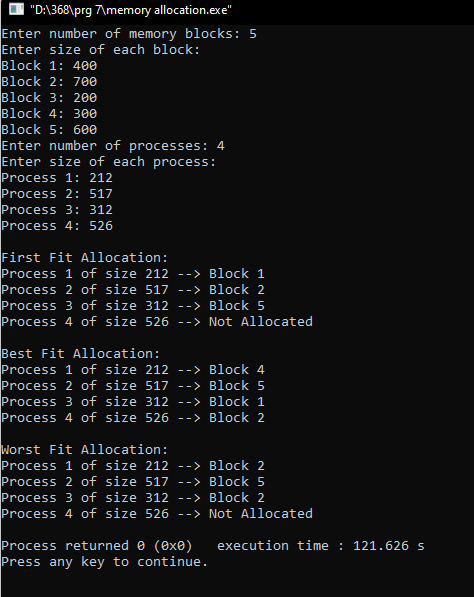 "D:\368\prg 7\memory allocation.exe"
Enter number of memory blocks: 5
Enter size of each block:
Block 1: 400
Block 2: 700
Block 3: 200
Block 4: 300
Block 5: 600
Enter number of processes: 4
Enter size of each process:
Process 1: 212
Process 2: 517
Process 3: 312
Process 4: 526
First Fit Allocation:
Process 1 of size 212 --> Block 1
Process 2 of size 517 --> Block 2
Process 3 of size 312 --> Block 5
Process 4 of size 526 --> Not Allocated
Best Fit Allocation:
Process 1 of size 212 --> Block 4
Process 2 of size 517 --> Block 5
Process 3 of size 312 --> Block 1
Process 4 of size 526 --> Block 2
Worst Fit Allocation:
Process 1 of size 212 --> Block 2
Process 2 of size 517 --> Block 5
Process 3 of size 312 --> Block 2
Process 4 of size 526 --> Not Allocated
Process returned 0 (0x0)   execution time : 121.626 s
Press any key to continue.